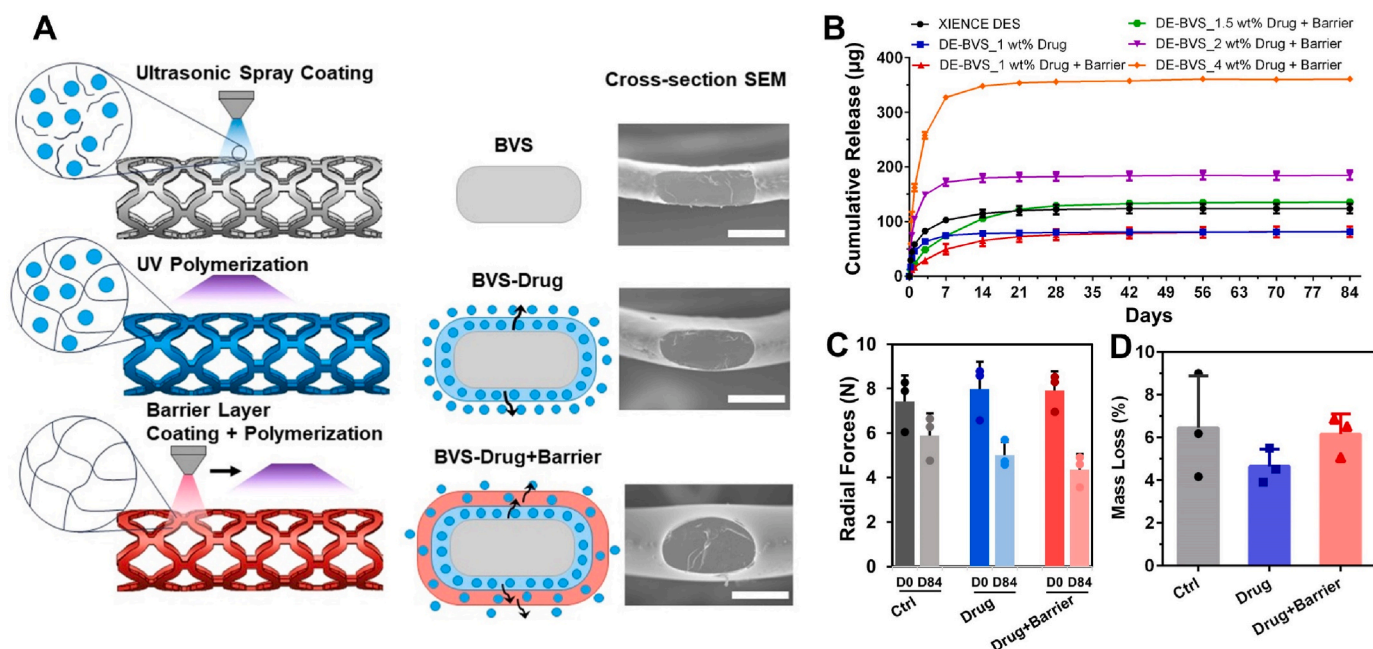 A
Ultrasonic Spray Coating
UV Polymerization
Barrier Layer
Coating + Polymerization
Cross-section SEM
BVS
BVS-Drug
BVS-Drug+Barrier
B
XIENCE DES
DE-BVS_1 wt% Drug
DE-BVS_1 wt% Drug + Barrier
DE-BVS_1.5 wt% Drug + Barrier
DE-BVS_2 wt% Drug + Barrier
DE-BVS_4 wt% Drug + Barrier
Cumulative Release (µg)
400
300
200
100
0
0 7 14 21 28 35 42 49 56 63 70 77 84
Days
C
Radial Forces (N)
10
8
6
4
2
0
D0 D84 D0 D84 D0 D84
Ctrl
Drug
Drug+Barrier
D
Mass Loss (%)
10
8
6
4
2
0
Ctrl
Drug
Drug+Barrier